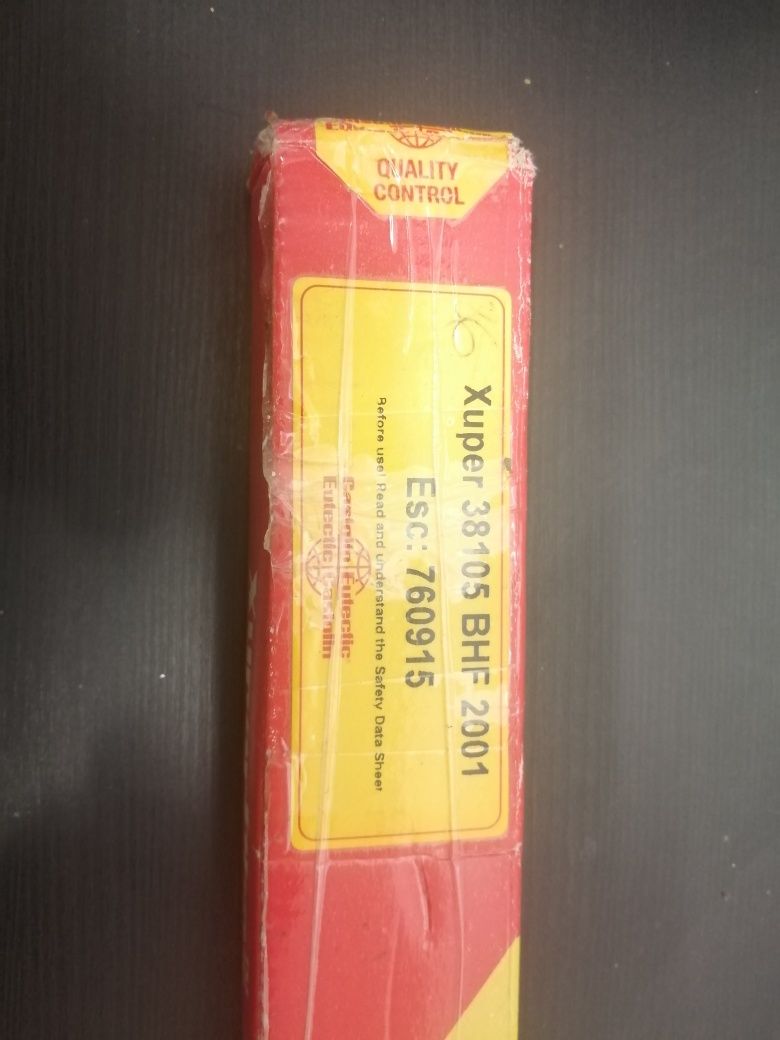 QUALITY
CONTROL
Xuper 38105 BHF 2001
Esc: 760915
Before use! Read and understand the Safety Data Sheet
Castolin Eutectic
Eutectic Castolin